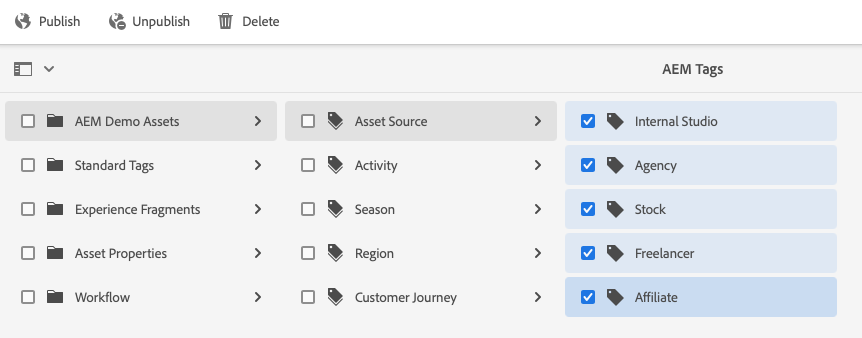 Publish Unpublish Delete
AEM Tags
AEM Demo Assets Asset Source Internal Studio
Standard Tags Activity Agency
Experience Fragments Season Stock
Asset Properties Region Freelancer
Workflow Customer Journey Affiliate